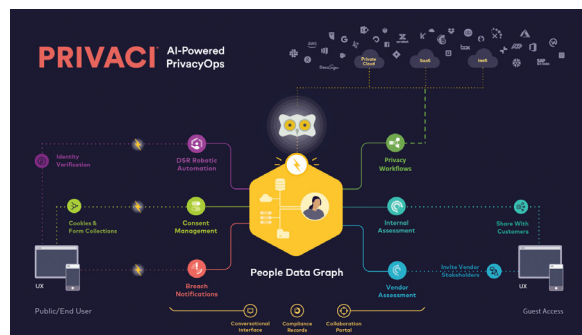 PRIVACI
AI-Powered
PrivacyOps
Private
Cloud
SaaS
IaaS
Identity
Verification
DSR Robotic
Automation
Privacy
Workflows
Cookies &
Form Collections
Consent
Management
Internal
Assessment
Share With
Customers
UX
Breach
Notifications
People Data Graph
Vendor
Assessment
Invite Vendor
Stakeholders
UX
Public/End User
Guest Access
Conversational
Interface
Compliance
Records
Collaboration
Portal